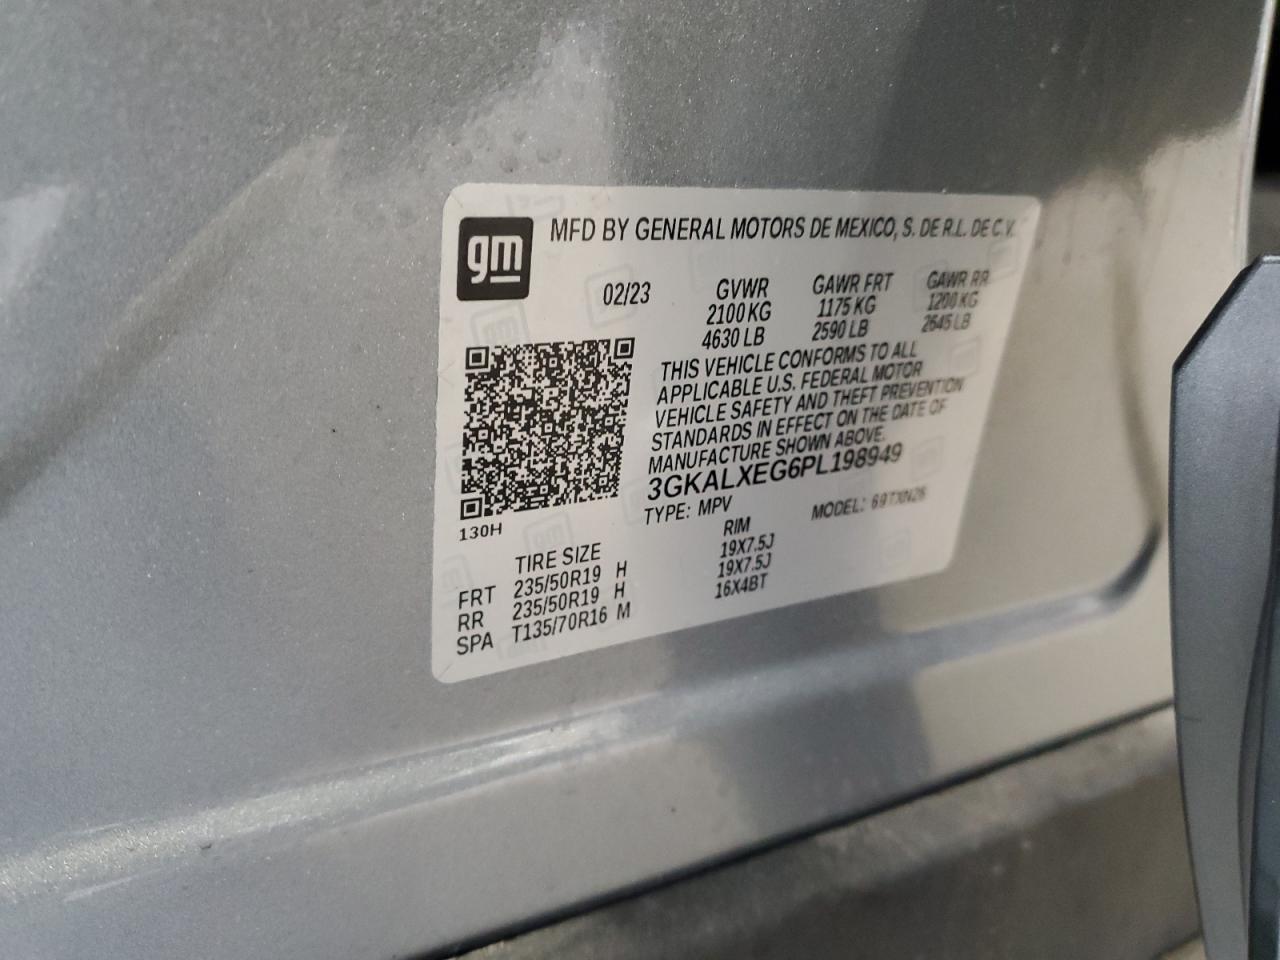 gm
MFD BY GENERAL MOTORS DE MEXICO, S. DE R.L. DE C.V.
02/23 GVWR GAWR FRT GAWR RR
2100 KG 1175 KG 1200 KG
4630 LB 2590 LB 2645 LB
THIS VEHICLE CONFORMS TO ALL
APPLICABLE U.S. FEDERAL MOTOR
VEHICLE SAFETY AND THEFT PREVENTION
STANDARDS IN EFFECT ON THE DATE OF
MANUFACTURE SHOWN ABOVE.
3GKALXEG6PL198949
TYPE: MPV MODEL: 69TXN26
130H
TIRE SIZE RIM
FRT 235/50R19 H 19X7.5J
RR 235/50R19 H 19X7.5J
SPA T135/70R16 M 16X4BT